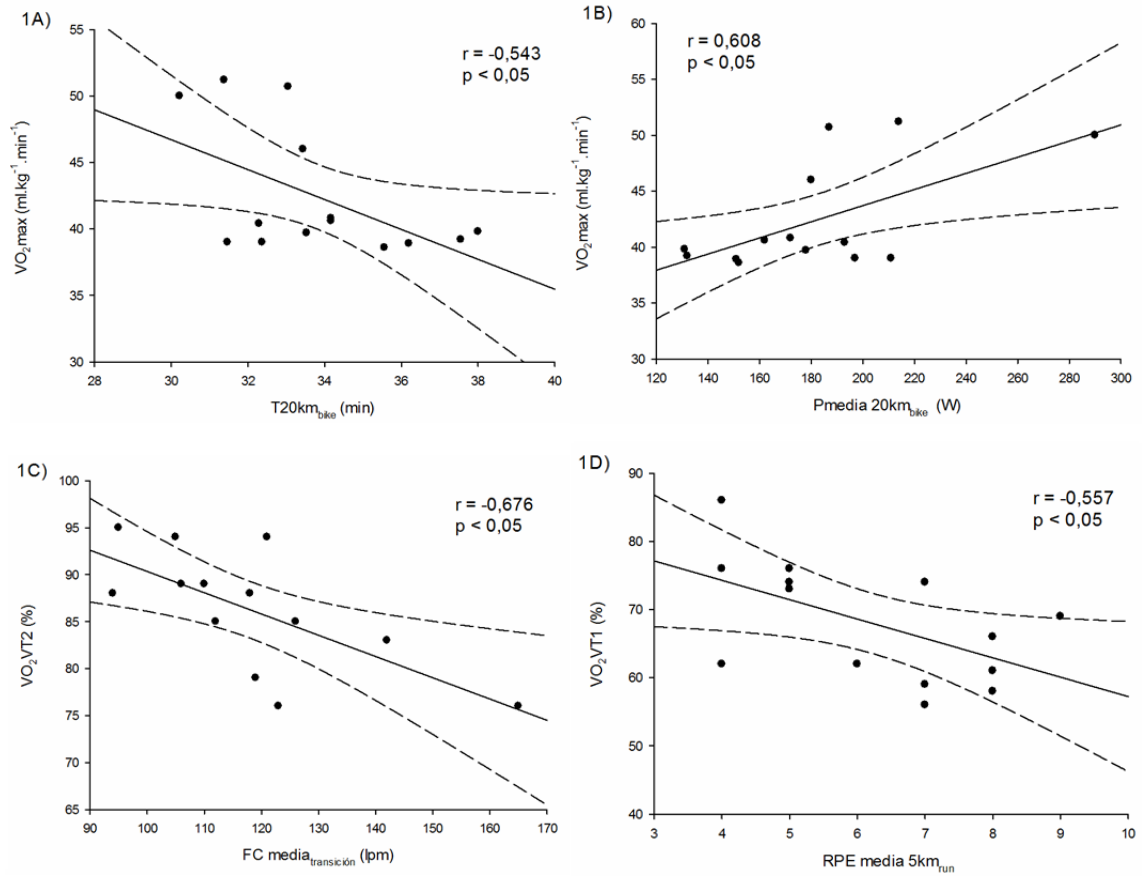 1A)
r = -0,543
p < 0,05
55
50
45
40
35
30
VO₂max (ml.kg⁻¹.min⁻¹)
28 30 32 34 36 38 40
T20km_bike (min)
1B)
r = 0,608
p < 0,05
60
55
50
45
40
35
30
VO₂max (ml.kg⁻¹.min⁻¹)
120 140 160 180 200 220 240 260 280 300
Pmedia 20km_bike (W)
1C)
r = -0,676
p < 0,05
100
95
90
85
80
75
70
65
VO₂VT2 (%)
90 100 110 120 130 140 150 160 170
FC media_transición (lpm)
1D)
r = -0,557
p < 0,05
90
80
70
60
50
40
VO₂VT1 (%)
3 4 5 6 7 8 9 10
RPE media 5km_run